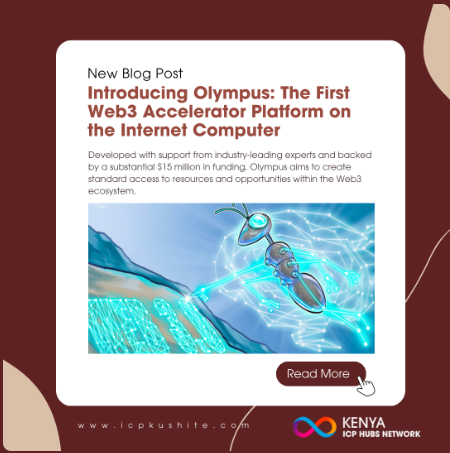 New Blog Post
Introducing Olympus: The First
Web3 Accelerator Platform on
the Internet Computer
Developed with support from industry-leading experts and backed
by a substantial $15 million in funding, Olympus aims to create
standard access to resources and opportunities within the Web3
ecosystem.
Read More
www.icpkushite.com
KENYA
ICP HUBS NETWORK